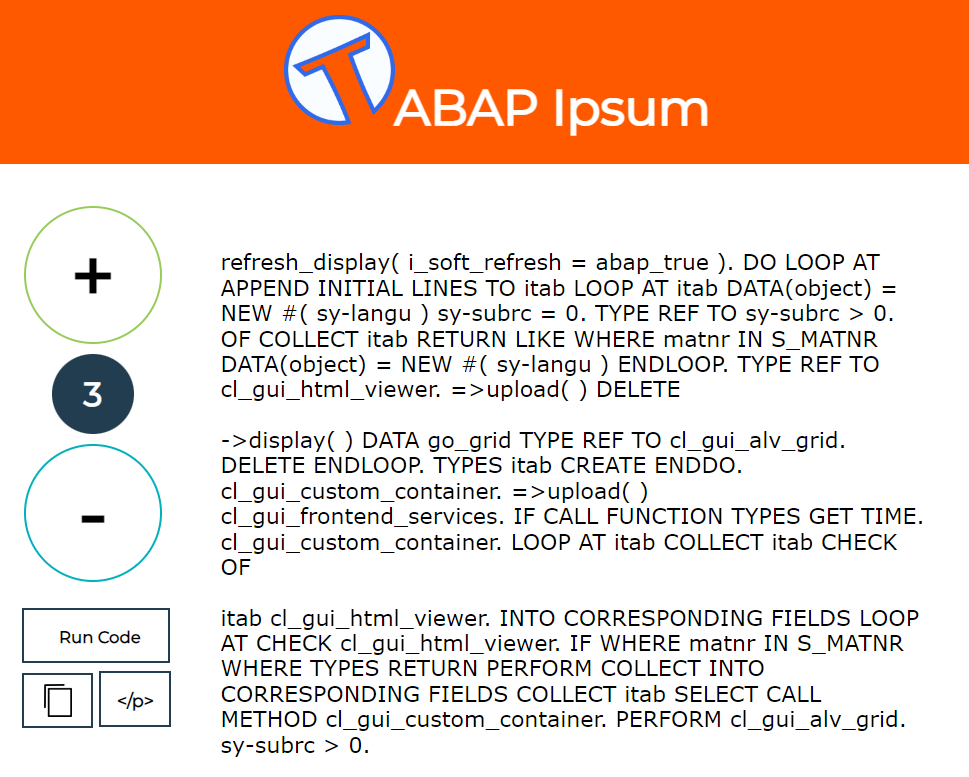 ABAP Ipsum
+
3
-
Run Code
</p>
refresh_display( i_soft_refresh = abap_true ). DO LOOP AT
APPEND INITIAL LINES TO itab LOOP AT itab DATA(object) =
NEW #( sy-langu ) sy-subrc = 0. TYPE REF TO sy-subrc > 0.
OF COLLECT itab RETURN LIKE WHERE matnr IN S_MATNR
DATA(object) = NEW #( sy-langu ) ENDLOOP. TYPE REF TO
cl_gui_html_viewer. =>upload( ) DELETE
->display( ) DATA go_grid TYPE REF TO cl_gui_alv_grid.
DELETE ENDLOOP. TYPES itab CREATE ENDDO.
cl_gui_custom_container. =>upload( )
cl_gui_frontend_services. IF CALL FUNCTION TYPES GET TIME.
cl_gui_custom_container. LOOP AT itab COLLECT itab CHECK
OF
itab cl_gui_html_viewer. INTO CORRESPONDING FIELDS LOOP
AT CHECK cl_gui_html_viewer. IF WHERE matnr IN S_MATNR
WHERE TYPES RETURN PERFORM COLLECT INTO
CORRESPONDING FIELDS COLLECT itab SELECT CALL
METHOD cl_gui_custom_container. PERFORM cl_gui_alv_grid.
sy-subrc > 0.